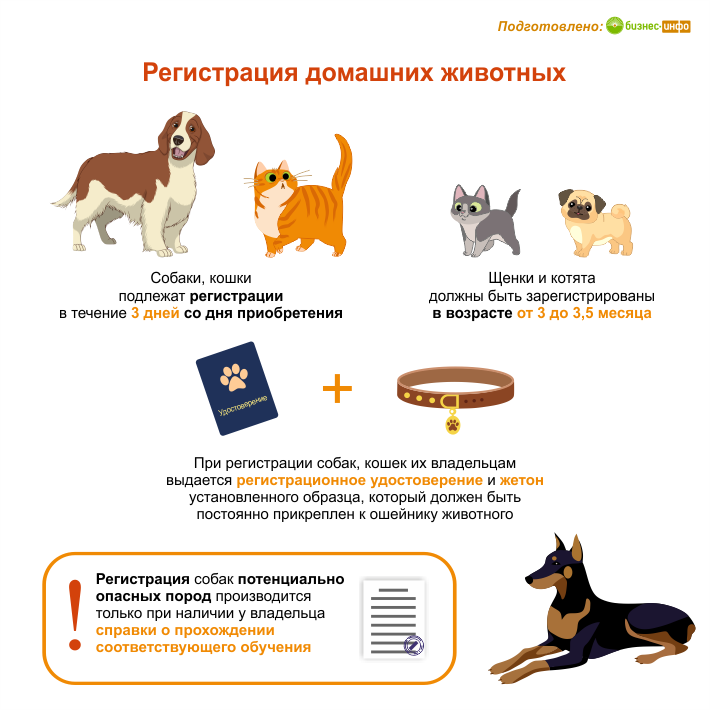 Подготовлено: бизнес-инфо
Регистрация домашних животных
Собаки, кошки
подлежат регистрации
в течение 3 дней со дня приобретения
Щенки и котята
должны быть зарегистрированы
в возрасте от 3 до 3,5 месяца
Удостоверение
При регистрации собак, кошек их владельцам
выдается регистрационное удостоверение и жетон
установленного образца, который должен быть
постоянно прикреплен к ошейнику животного
Регистрация собак потенциально
опасных пород производится
только при наличии у владельца
справки о прохождении
соответствующего обучения